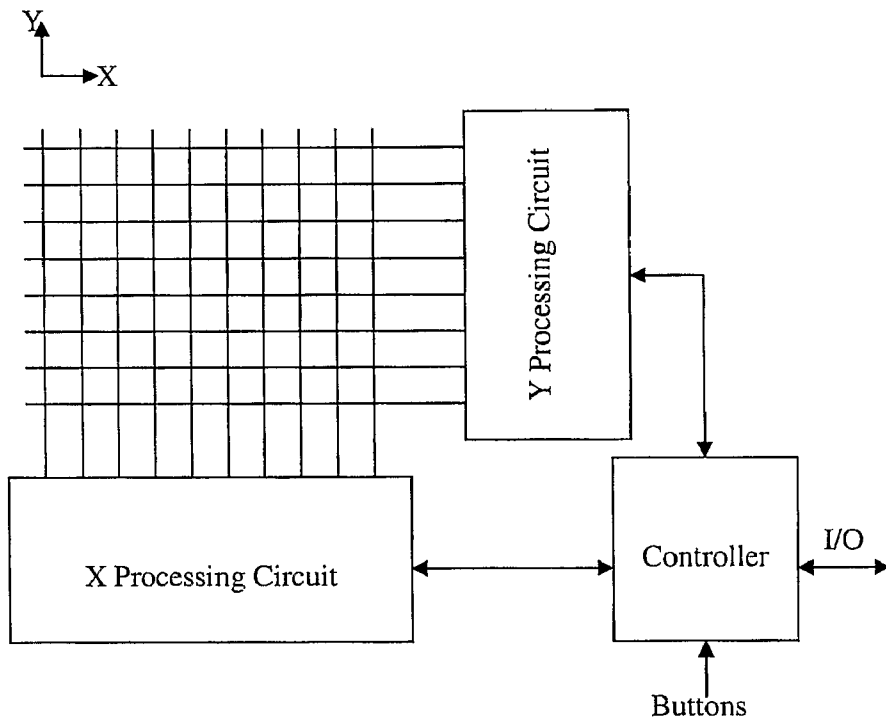 Y
X
Y Processing Circuit
X Processing Circuit
Controller
I/O
Buttons